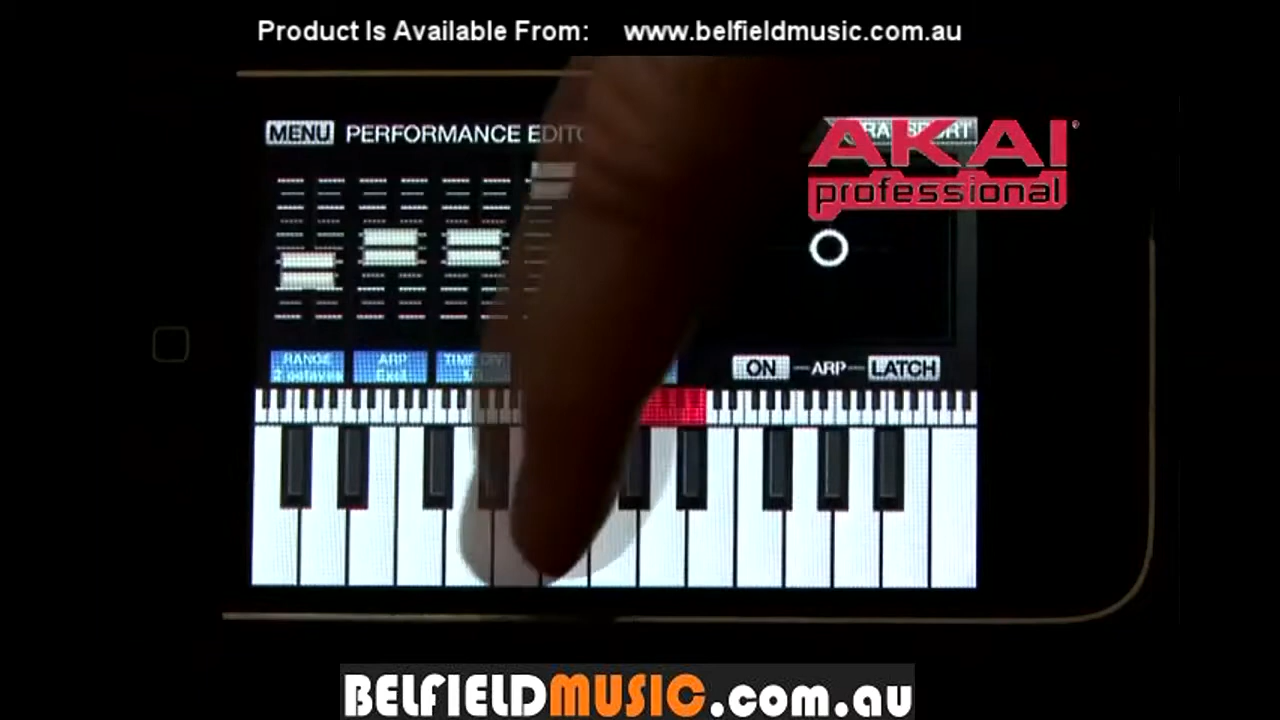 Product Is Available From: www.belfieldmusic.com.au
MENU PERFORMANCE
AKAI®
professional
RANGE ARP
2 octaves Excl
ON ARP LATCH
BELFIELDMUSIC.com.au